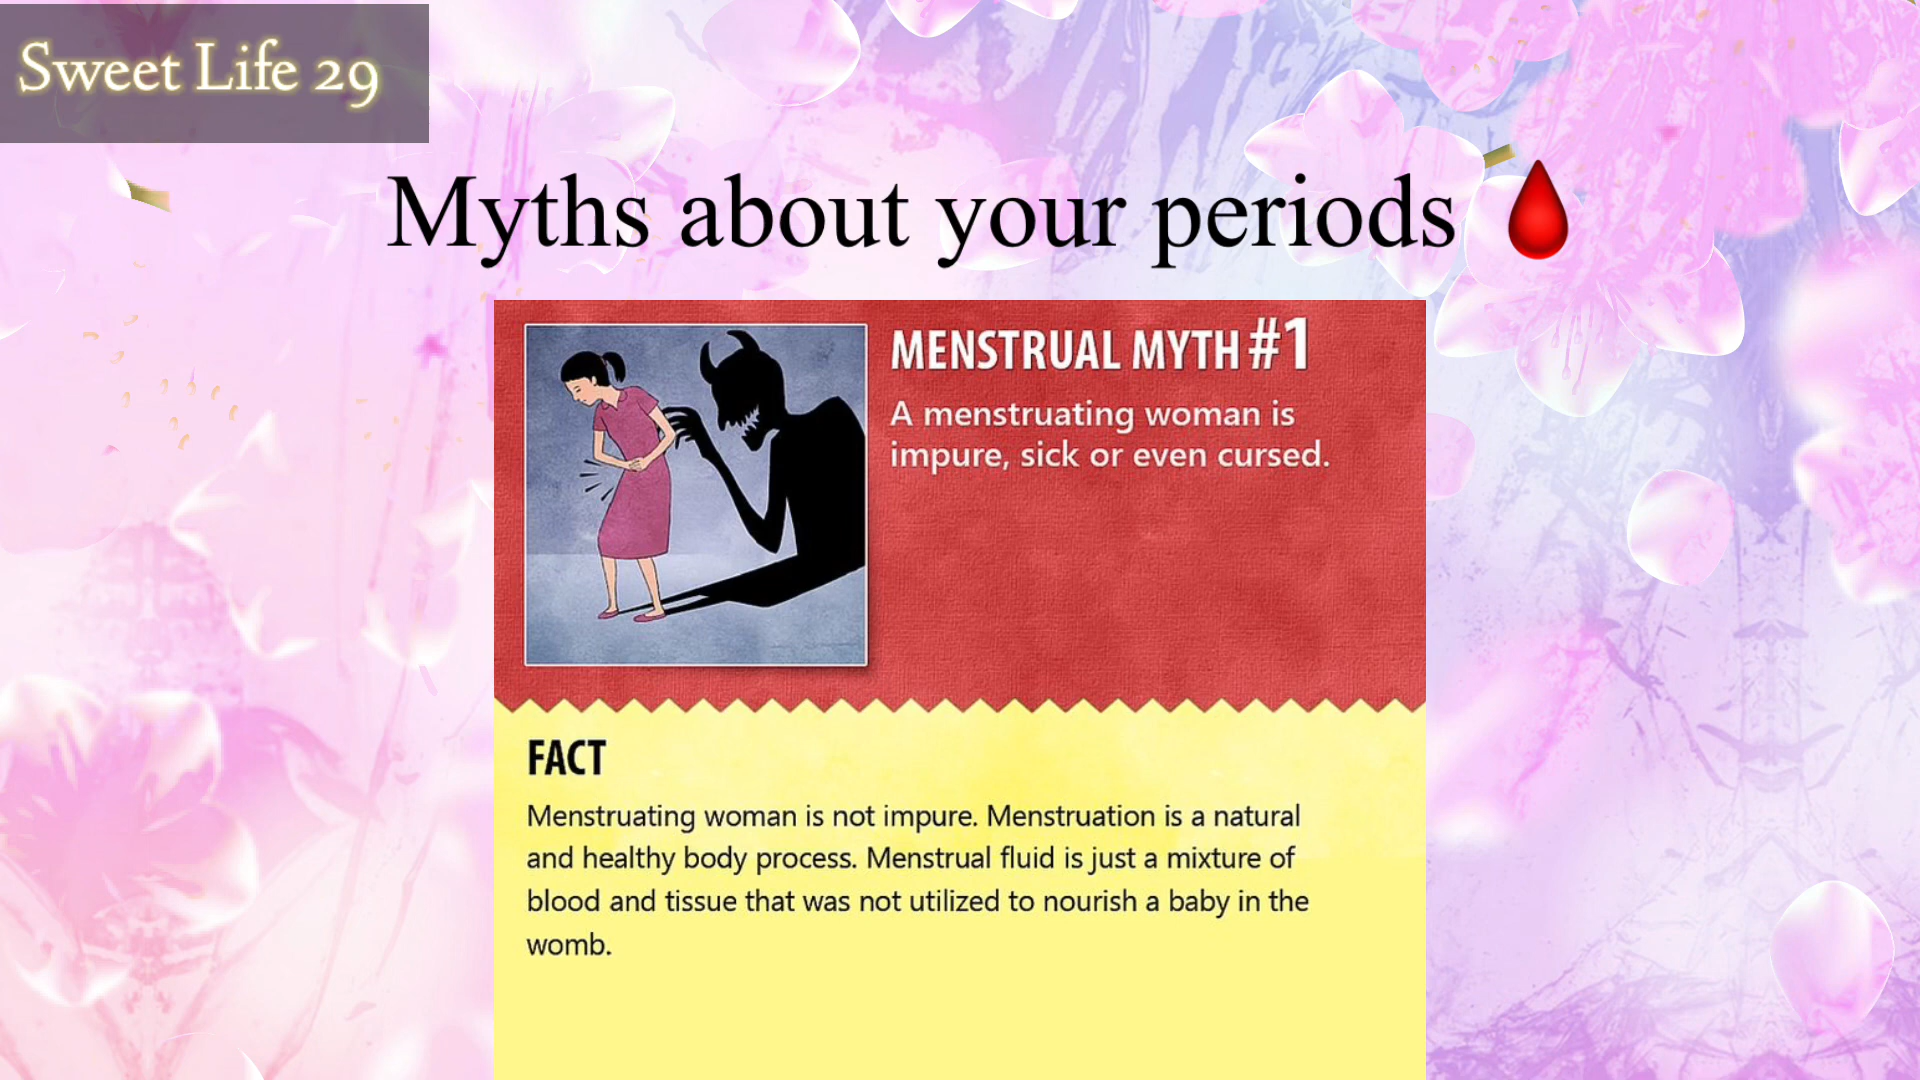 Sweet Life 29
Myths about your periods 🩸
MENSTRUAL MYTH #1
A menstruating woman is
impure, sick or even cursed.
FACT
Menstruating woman is not impure. Menstruation is a natural
and healthy body process. Menstrual fluid is just a mixture of
blood and tissue that was not utilized to nourish a baby in the
womb.